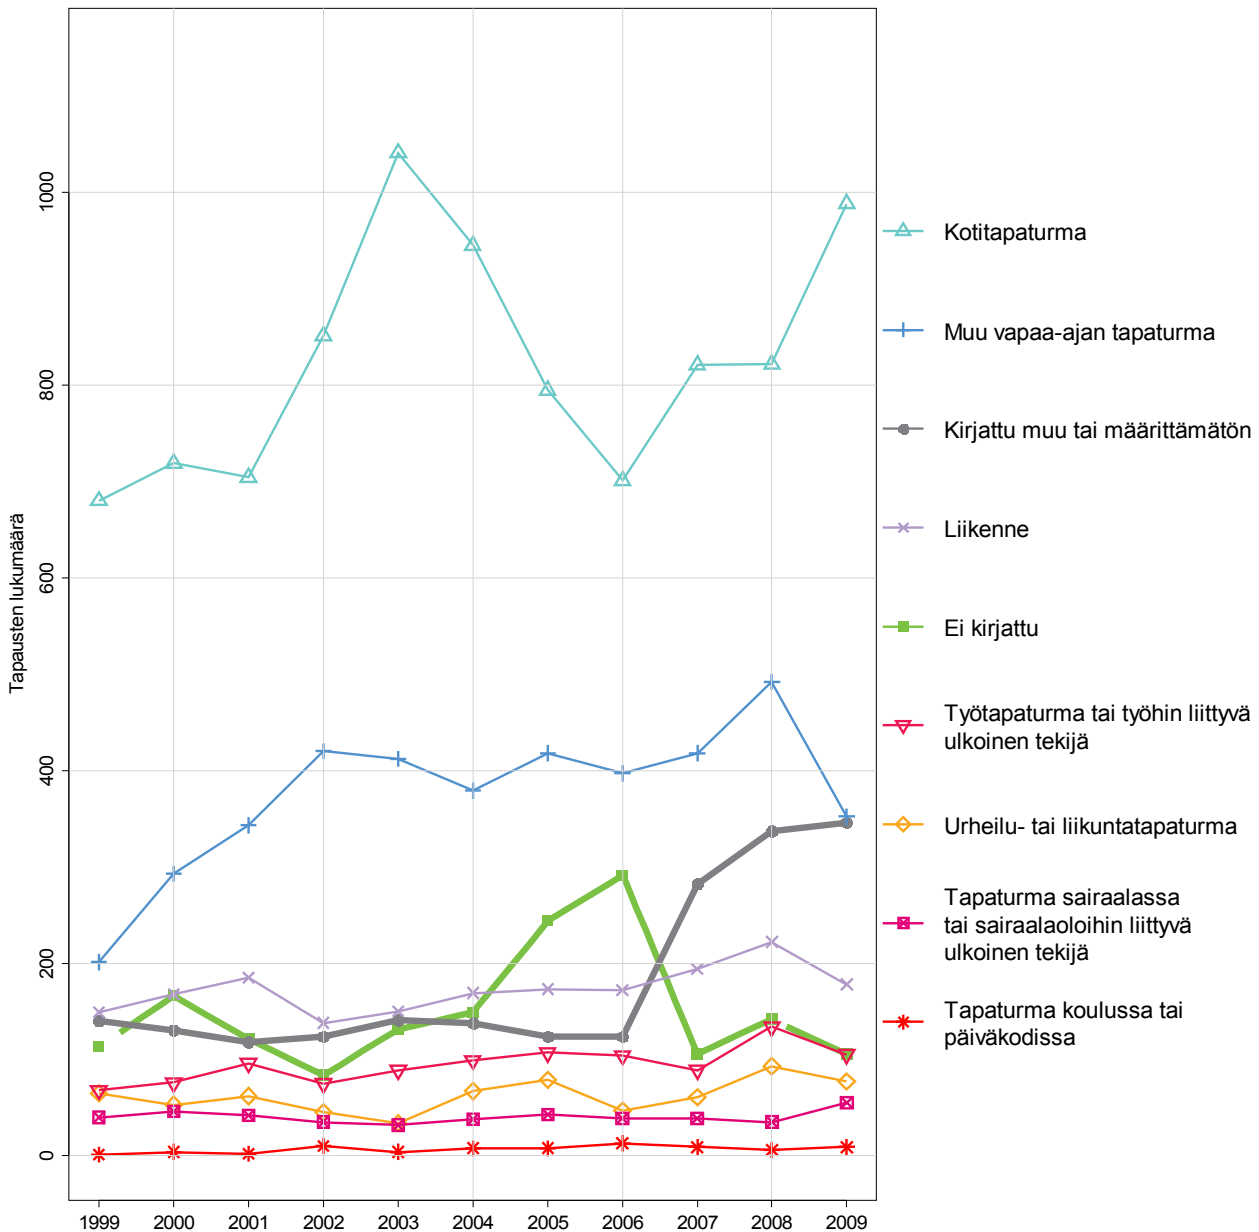 Tapausten lukumäärä
1000
800
600
400
200
0
1999 2000 2001 2002 2003 2004 2005 2006 2007 2008 2009
Kotitapaturma
Muu vapaa-ajan tapaturma
Kirjattu muu tai määrittämätön
Liikenne
Ei kirjattu
Työtapaturma tai työhin liittyvä
ulkoinen tekijä
Urheilu- tai liikuntatapaturma
Tapaturma sairaalassa
tai sairaalaoloihin liittyvä
ulkoinen tekijä
Tapaturma koulussa tai
päiväkodissa